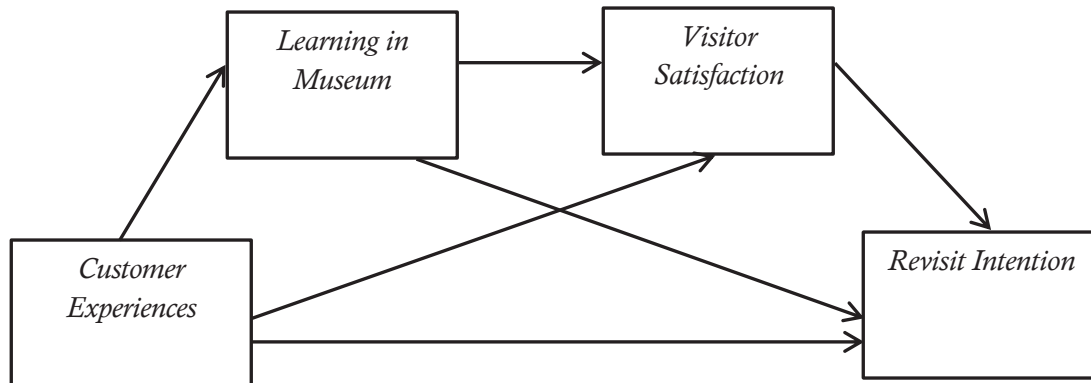 Learning in
Museum
Visitor
Satisfaction
Customer
Experiences
Revisit Intention